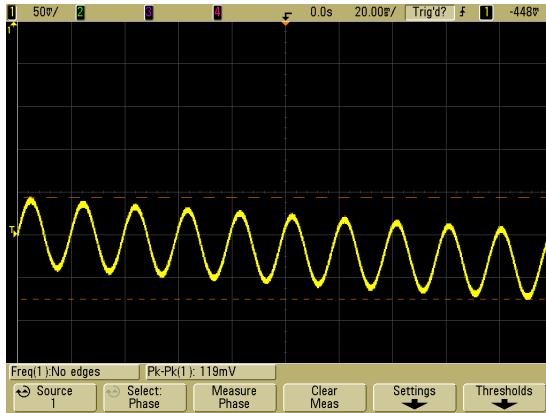 1 50㎷/ 2 3 4 0.0s 20.00㎳/ Trig'd? 1 -448㎷
1
T
Freq(1):No edges Pk-Pk(1): 119mV
Source Select: Measure Clear Settings Thresholds
1 Phase Phase Meas